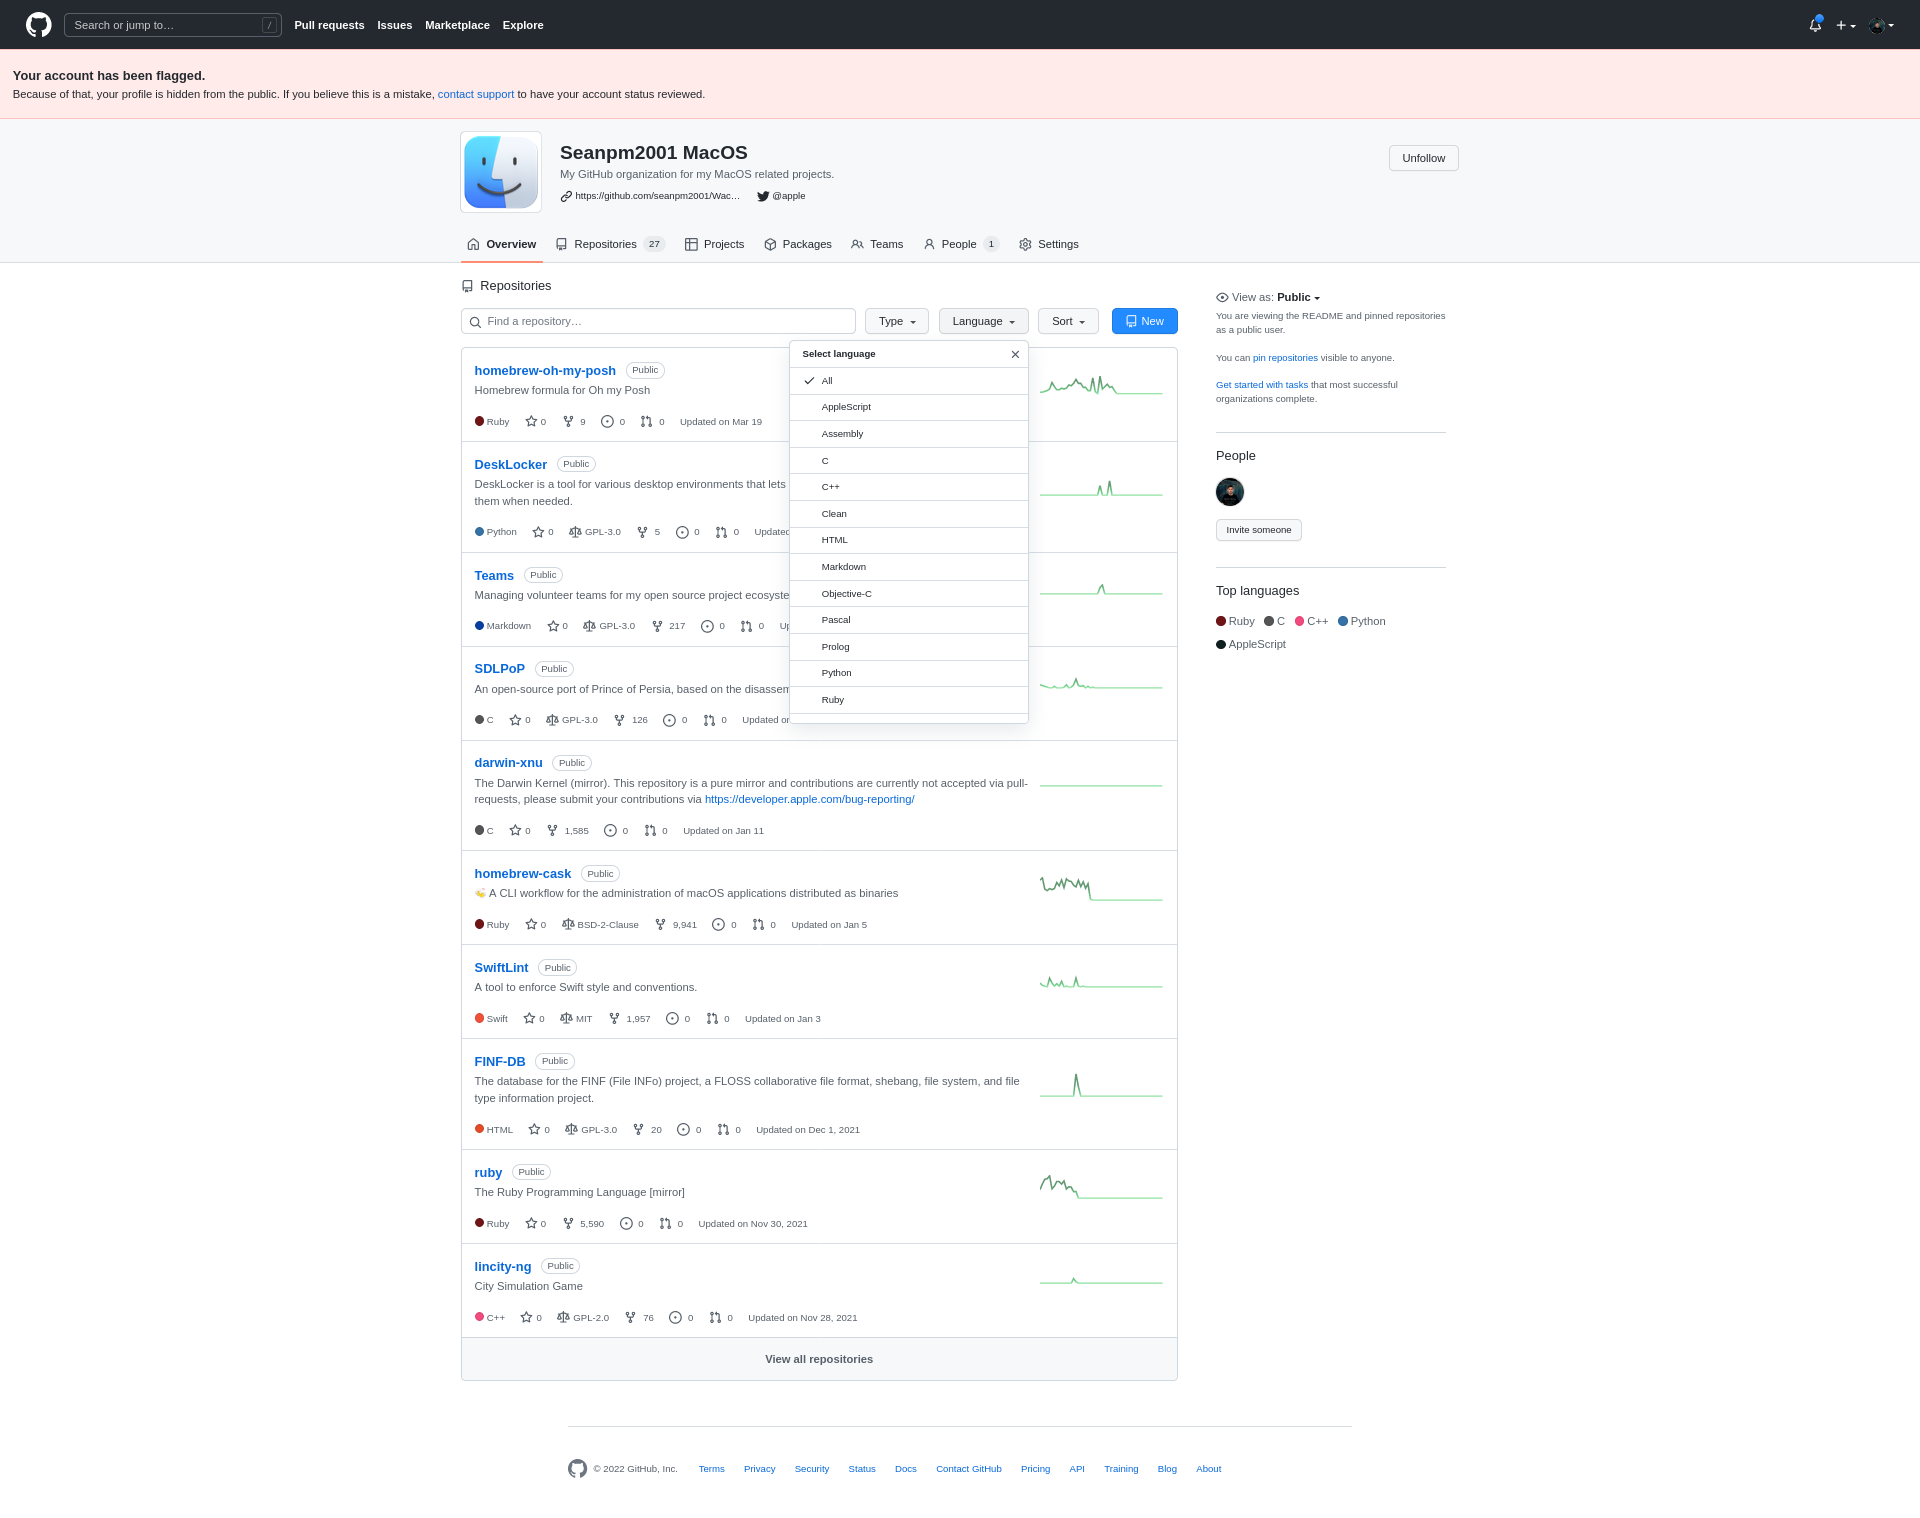 Search or jump to… /
Pull requests Issues Marketplace Explore
Your account has been flagged.
Because of that, your profile is hidden from the public. If you believe this is a mistake, contact support to have your account status reviewed.
Seanpm2001 MacOS
Unfollow
My GitHub organization for my MacOS related projects.
https://github.com/seanpm2001/Wac… @apple
Overview Repositories 27 Projects Packages Teams People 1 Settings
Repositories
Find a repository… Type Language Sort New
Select language
All
AppleScript
Assembly
C
C++
Clean
HTML
Markdown
Objective-C
Pascal
Prolog
Python
Ruby
homebrew-oh-my-posh Public
Homebrew formula for Oh my Posh
Ruby 0 9 0 0 Updated on Mar 19
DeskLocker Public
DeskLocker is a tool for various desktop environments that lets
them when needed.
Python 0 GPL-3.0 5 0 0 Updated
Teams Public
Managing volunteer teams for my open source project ecosyste
Markdown 0 GPL-3.0 217 0 0 Up
SDLPoP Public
An open-source port of Prince of Persia, based on the disassem
C 0 GPL-3.0 126 0 0 Updated on
darwin-xnu Public
The Darwin Kernel (mirror). This repository is a pure mirror and contributions are currently not accepted via pull-
requests, please submit your contributions via https://developer.apple.com/bug-reporting/
C 0 1,585 0 0 Updated on Jan 11
homebrew-cask Public
🍻 A CLI workflow for the administration of macOS applications distributed as binaries
Ruby 0 BSD-2-Clause 9,941 0 0 Updated on Jan 5
SwiftLint Public
A tool to enforce Swift style and conventions.
Swift 0 MIT 1,957 0 0 Updated on Jan 3
FINF-DB Public
The database for the FINF (File INFo) project, a FLOSS collaborative file format, shebang, file system, and file
type information project.
HTML 0 GPL-3.0 20 0 0 Updated on Dec 1, 2021
ruby Public
The Ruby Programming Language [mirror]
Ruby 0 5,590 0 0 Updated on Nov 30, 2021
lincity-ng Public
City Simulation Game
C++ 0 GPL-2.0 76 0 0 Updated on Nov 28, 2021
View all repositories
View as: Public
You are viewing the README and pinned repositories
as a public user.
You can pin repositories visible to anyone.
Get started with tasks that most successful
organizations complete.
People
Invite someone
Top languages
Ruby C C++ Python
AppleScript
© 2022 GitHub, Inc. Terms Privacy Security Status Docs Contact GitHub Pricing API Training Blog About